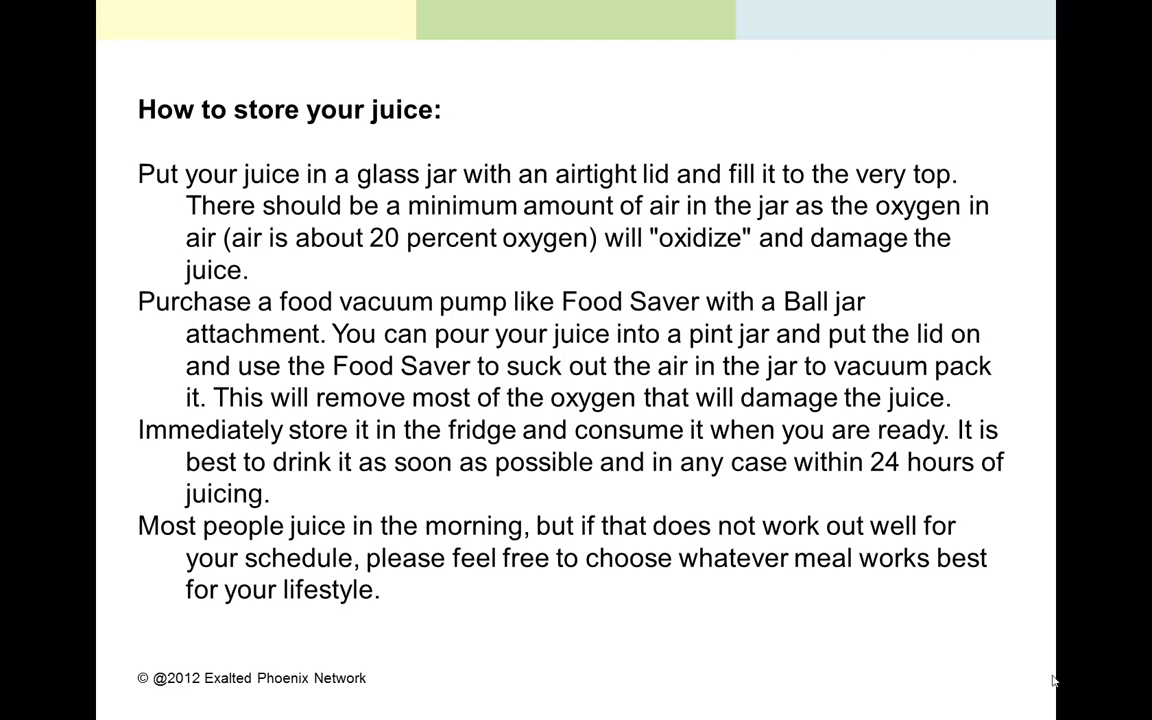 How to store your juice:
Put your juice in a glass jar with an airtight lid and fill it to the very top.
There should be a minimum amount of air in the jar as the oxygen in
air (air is about 20 percent oxygen) will "oxidize" and damage the
juice.
Purchase a food vacuum pump like Food Saver with a Ball jar
attachment. You can pour your juice into a pint jar and put the lid on
and use the Food Saver to suck out the air in the jar to vacuum pack
it. This will remove most of the oxygen that will damage the juice.
Immediately store it in the fridge and consume it when you are ready. It is
best to drink it as soon as possible and in any case within 24 hours of
juicing.
Most people juice in the morning, but if that does not work out well for
your schedule, please feel free to choose whatever meal works best
for your lifestyle.
© @2012 Exalted Phoenix Network